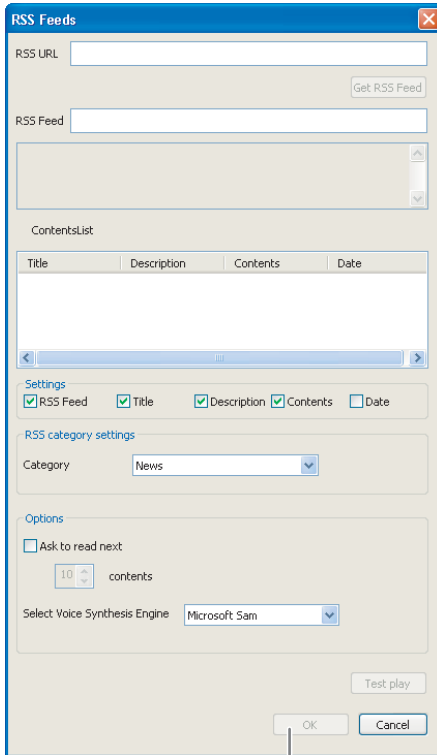 RSS Feeds
RSS URL
Get RSS Feed
RSS Feed
ContentsList
Title Description Contents Date
Settings
RSS Feed Title Description Contents Date
RSS category settings
Category News
Options
Ask to read next
10 contents
Select Voice Synthesis Engine Microsoft Sam
Test play
OK Cancel